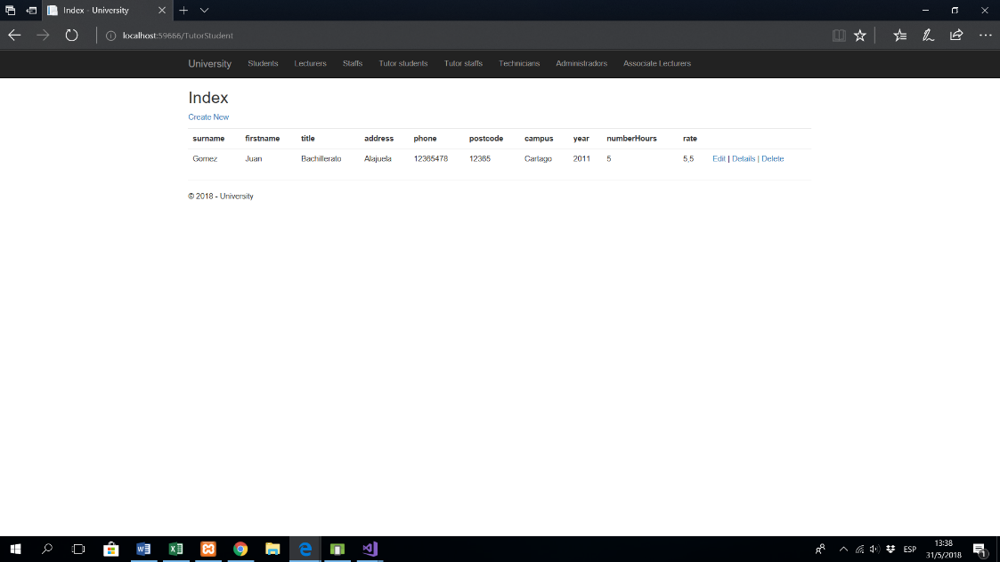 Index - University
localhost:59666/TutorStudent
University Students Lecturers Staffs Tutor students Tutor staffs Technicians Administradors Associate Lecturers
Index
Create New
surname firstname title address phone postcode campus year numberHours rate
Gomez Juan Bachillerato Alajuela 12365478 12365 Cartago 2011 5 5,5 Edit | Details | Delete
© 2018 - University
ESP
13:38
31/5/2018
1